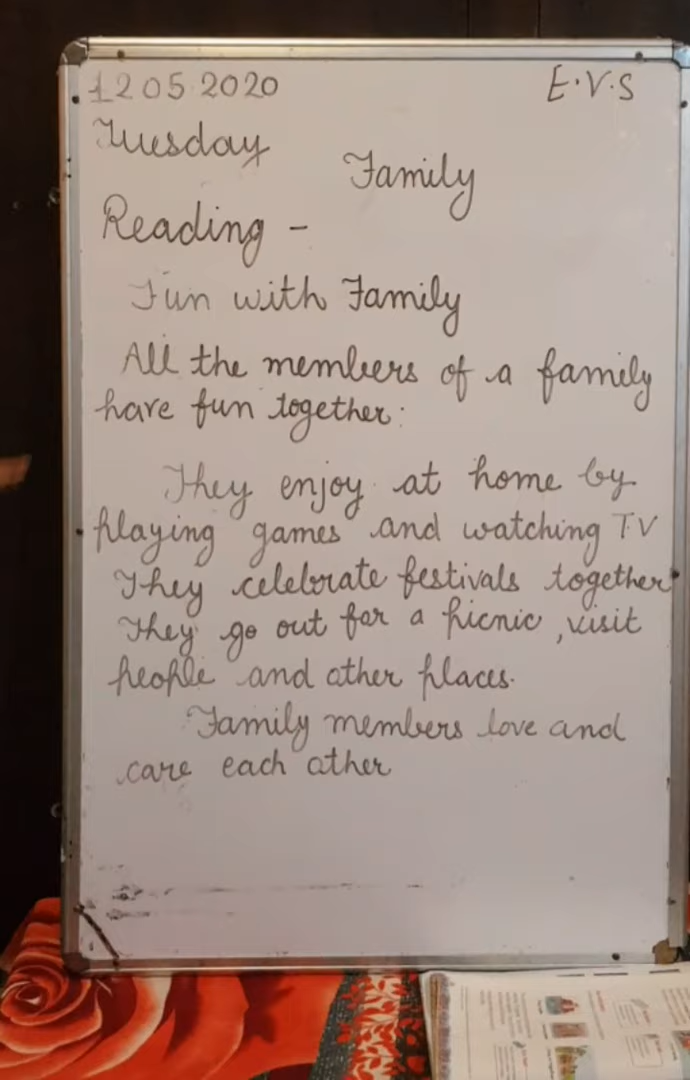 12 05 2020 E.V.S
Tuesday
Family
Reading -
Fun with Family
All the members of a family
have fun together:
They enjoy at home by
playing games and watching TV
They celebrate festivals together
They go out for a picnic, visit
people and other places.
Family members love and
care each other